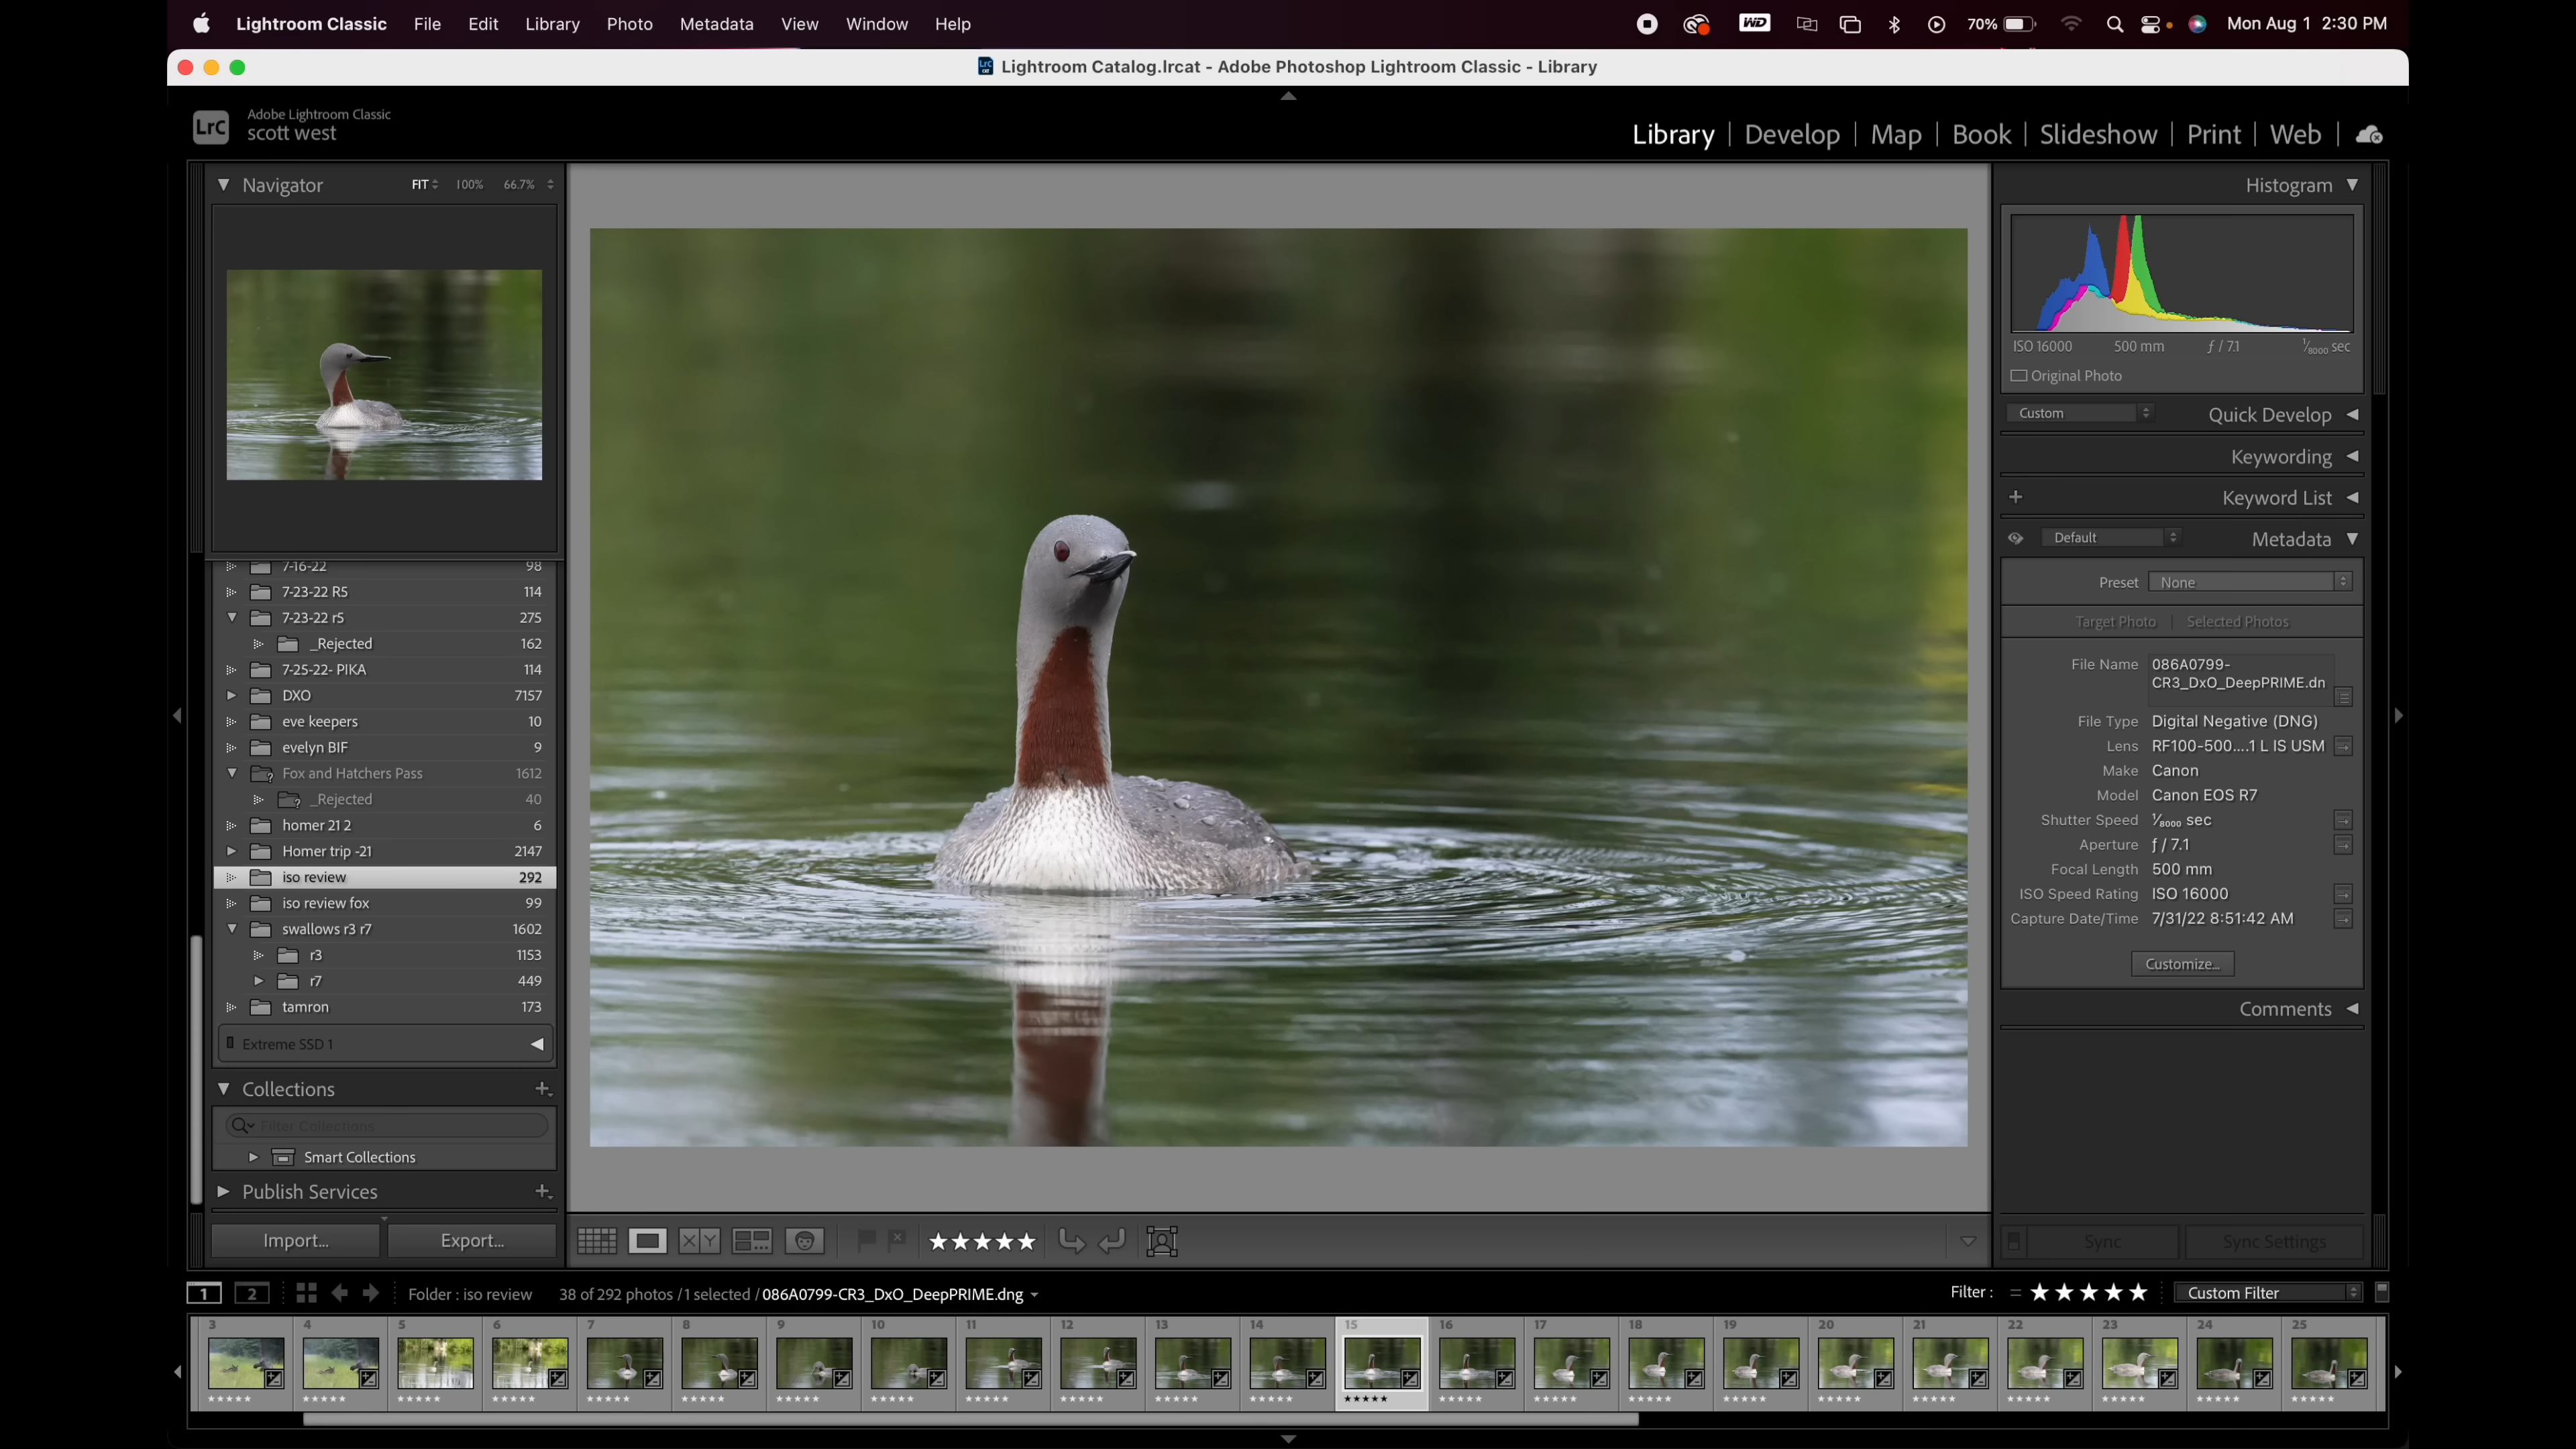 Lightroom Classic File Edit Library Photo Metadata View Window Help
WD 70% Mon Aug 1 2:30 PM
Lightroom Catalog.lrcat - Adobe Photoshop Lightroom Classic - Library
LrC
Adobe Lightroom Classic
scott west
Library | Develop | Map | Book | Slideshow | Print | Web
Navigator FIT 100% 66.7%
7-16-22 98
7-23-22 R5 114
7-23-22 r5 275
_Rejected 162
7-25-22- PIKA 114
DXO 7157
eve keepers 10
evelyn BIF 9
Fox and Hatchers Pass 1612
_Rejected 40
homer 21 2 6
Homer trip -21 2147
iso review 292
iso review fox 99
swallows r3 r7 1602
r3 1153
r7 449
tamron 173
Extreme SSD 1
Collections
Filter Collections
Smart Collections
Publish Services
Import... Export...
Histogram
ISO 16000 500 mm ƒ / 7.1 1/8000 sec
Original Photo
Custom Quick Develop
Keywording
Keyword List
Default Metadata
Preset None
Target Photo Selected Photos
File Name 086A0799-
CR3_DxO_DeepPRIME.dn
File Type Digital Negative (DNG)
Lens RF100-500....1 L IS USM
Make Canon
Model Canon EOS R7
Shutter Speed 1/8000 sec
Aperture ƒ / 7.1
Focal Length 500 mm
ISO Speed Rating ISO 16000
Capture Date/Time 7/31/22 8:51:42 AM
Customize...
Comments
X Y
Sync Sync Settings
1 2 Folder : iso review 38 of 292 photos / 1 selected / 086A0799-CR3_DxO_DeepPRIME.dng Filter : Custom Filter
3 4 5 6 7 8 9 10 11 12 13 14 15 16 17 18 19 20 21 22 23 24 25